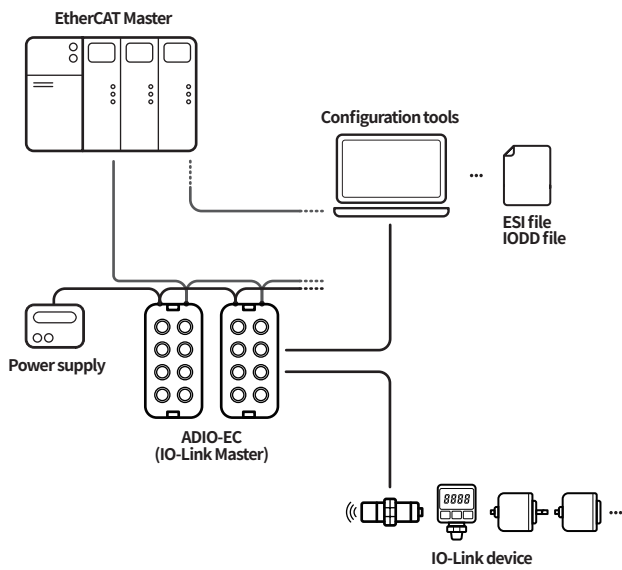 EtherCAT Master
Configuration tools
ESI file
IODD file
Power supply
ADIO-EC
(IO-Link Master)
8888
IO-Link device